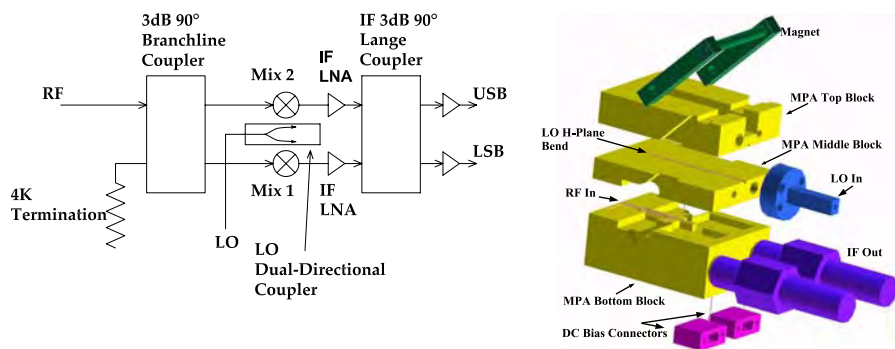 3dB 90°
Branchline
Coupler
IF 3dB 90°
Lange
Coupler
IF
LNA
Mix 2
RF
USB
LSB
Mix 1
IF
LNA
4K
Termination
LO
LO
Dual-Directional
Coupler
Magnet
MPA Top Block
LO H-Plane
Bend
MPA Middle Block
LO In
RF In
IF Out
MPA Bottom Block
DC Bias Connectors